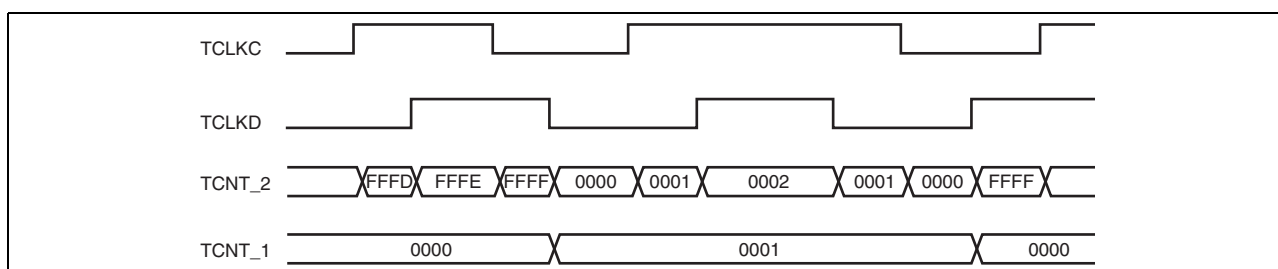 TCLKC
TCLKD
TCNT_2 FFFD FFFE FFFF 0000 0001 0002 0001 0000 FFFF
TCNT_1 0000 0001 0000